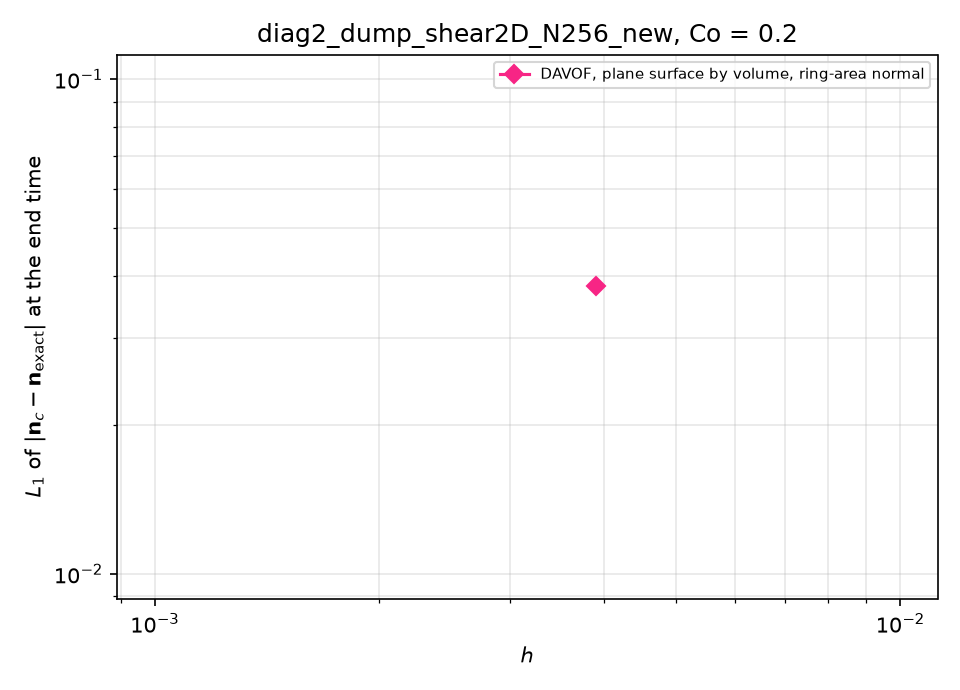 diag2_dump_shear2D_N256_new, Co = 0.2
DAVOF, plane surface by volume, ring-area normal
L₁ of |n_c − n_exact| at the end time
10⁻¹
10⁻²
10⁻³
10⁻²
h